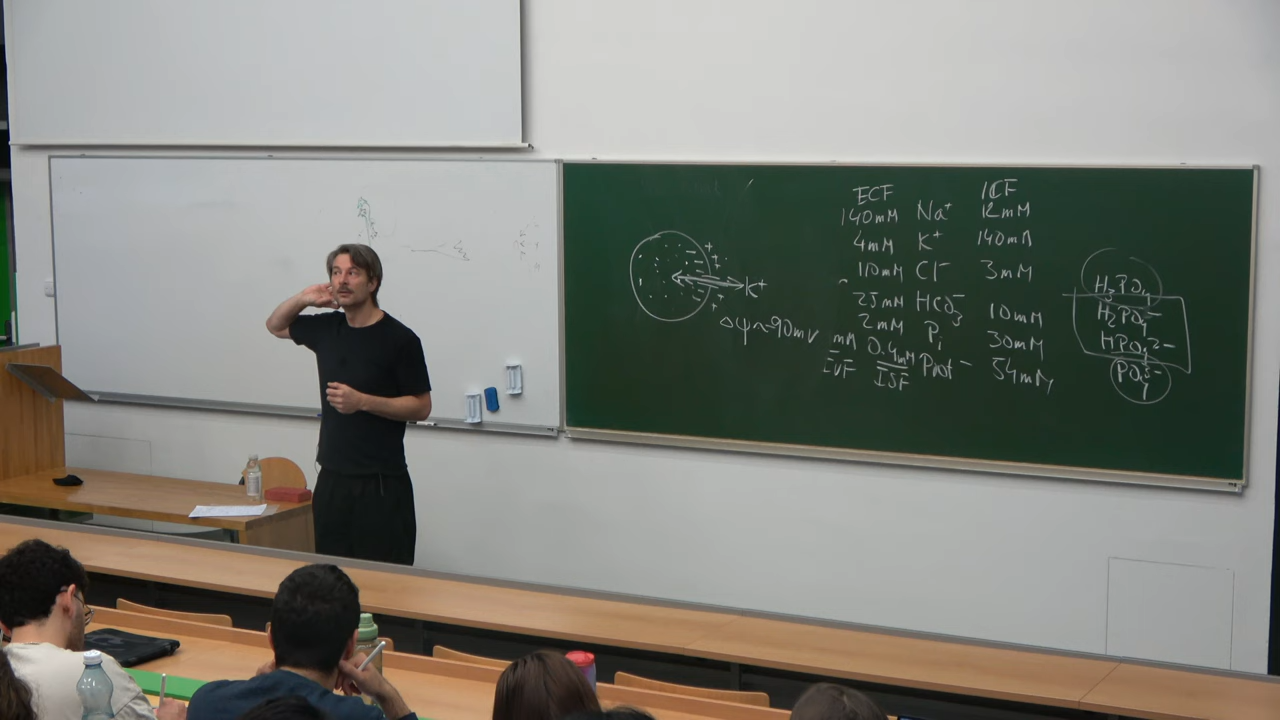 ECF ICF
140mM Na⁺ 12mM
4mM K⁺ 140mM
110mM Cl⁻ 3mM
25mM HCO₃⁻ 10mM
2mM Pᵢ 30mM
mM 0.4mM Prot⁻ 54mM
IVF ISF
+ + + +
K⁺
Δψ ~ -90mV
H₃PO₄
H₂PO₄⁻
HPO₄²⁻
PO₄³⁻